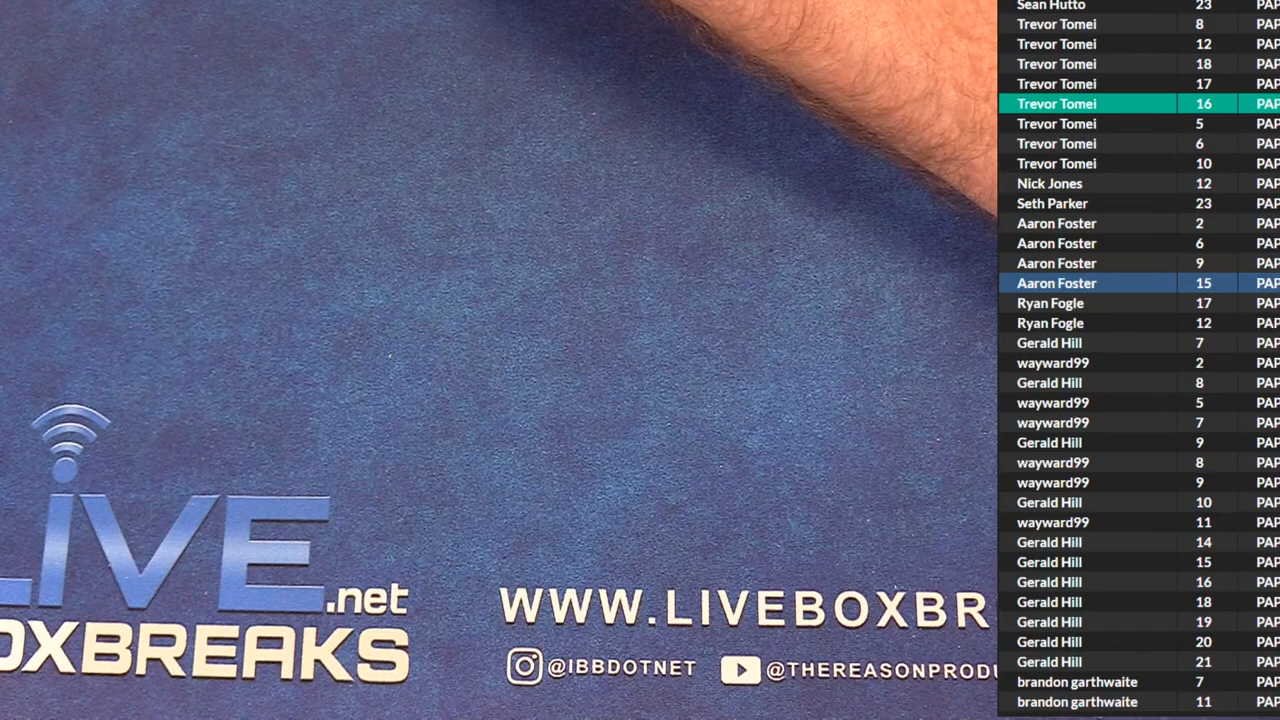 Sean Hutto 23 PAP
Trevor Tomei 8 PAP
Trevor Tomei 12 PAP
Trevor Tomei 18 PAP
Trevor Tomei 17 PAP
Trevor Tomei 16 PAP
Trevor Tomei 5 PAP
Trevor Tomei 6 PAP
Trevor Tomei 10 PAP
Nick Jones 12 PAP
Seth Parker 23 PAP
Aaron Foster 2 PAP
Aaron Foster 6 PAP
Aaron Foster 9 PAP
Aaron Foster 15 PAP
Ryan Fogle 17 PAP
Ryan Fogle 12 PAP
Gerald Hill 7 PAP
wayward99 2 PAP
Gerald Hill 8 PAP
wayward99 5 PAP
wayward99 7 PAP
Gerald Hill 9 PAP
wayward99 8 PAP
wayward99 9 PAP
Gerald Hill 10 PAP
wayward99 11 PAP
Gerald Hill 14 PAP
Gerald Hill 15 PAP
Gerald Hill 16 PAP
Gerald Hill 18 PAP
Gerald Hill 19 PAP
Gerald Hill 20 PAP
Gerald Hill 21 PAP
brandon garthwaite 7 PAP
brandon garthwaite 11 PAP
LIVE.net
OXBREAKS
WWW.LIVEBOXBR
@IBBDOTNET @THEREASONPRODU